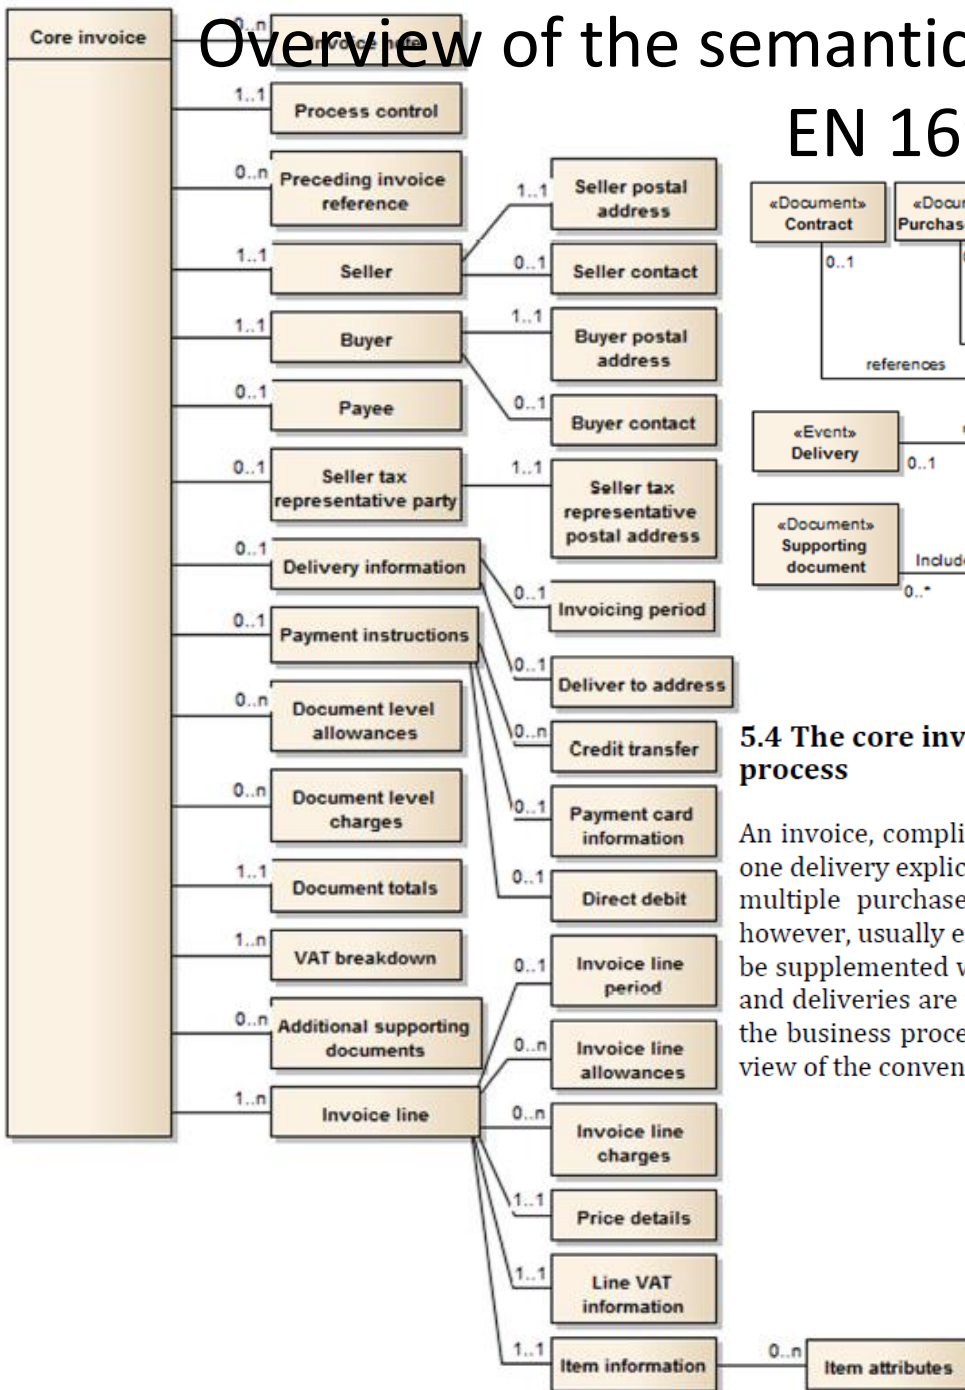 Overview of the semantic
EN 16
Core invoice
0..n
Invoice note
1..1
Process control
0..n
Preceding invoice
reference
1..1
Seller
1..1
Seller postal
address
0..1
Seller contact
1..1
Buyer
1..1
Buyer postal
address
0..1
Buyer contact
0..1
Payee
0..1
Seller tax
representative party
1..1
Seller tax
representative
postal address
0..1
Delivery information
0..1
Invoicing period
0..1
Deliver to address
0..1
Payment instructions
0..n
Credit transfer
0..1
Payment card
information
0..1
Direct debit
0..n
Document level
allowances
0..n
Document level
charges
1..1
Document totals
1..n
VAT breakdown
0..n
Additional supporting
documents
1..n
Invoice line
0..1
Invoice line
period
0..n
Invoice line
allowances
0..n
Invoice line
charges
1..1
Price details
1..1
Line VAT
information
1..1
Item information
0..n
Item attributes
«Document»
Contract
0..1
«Docum
Purchas
references
«Event»
Delivery
0..1
«Document»
Supporting
document
Include
0..*
5.4 The core inv
process
An invoice, compli
one delivery explic
multiple purchase
however, usually e
be supplemented v
and deliveries are
the business proce
view of the conven